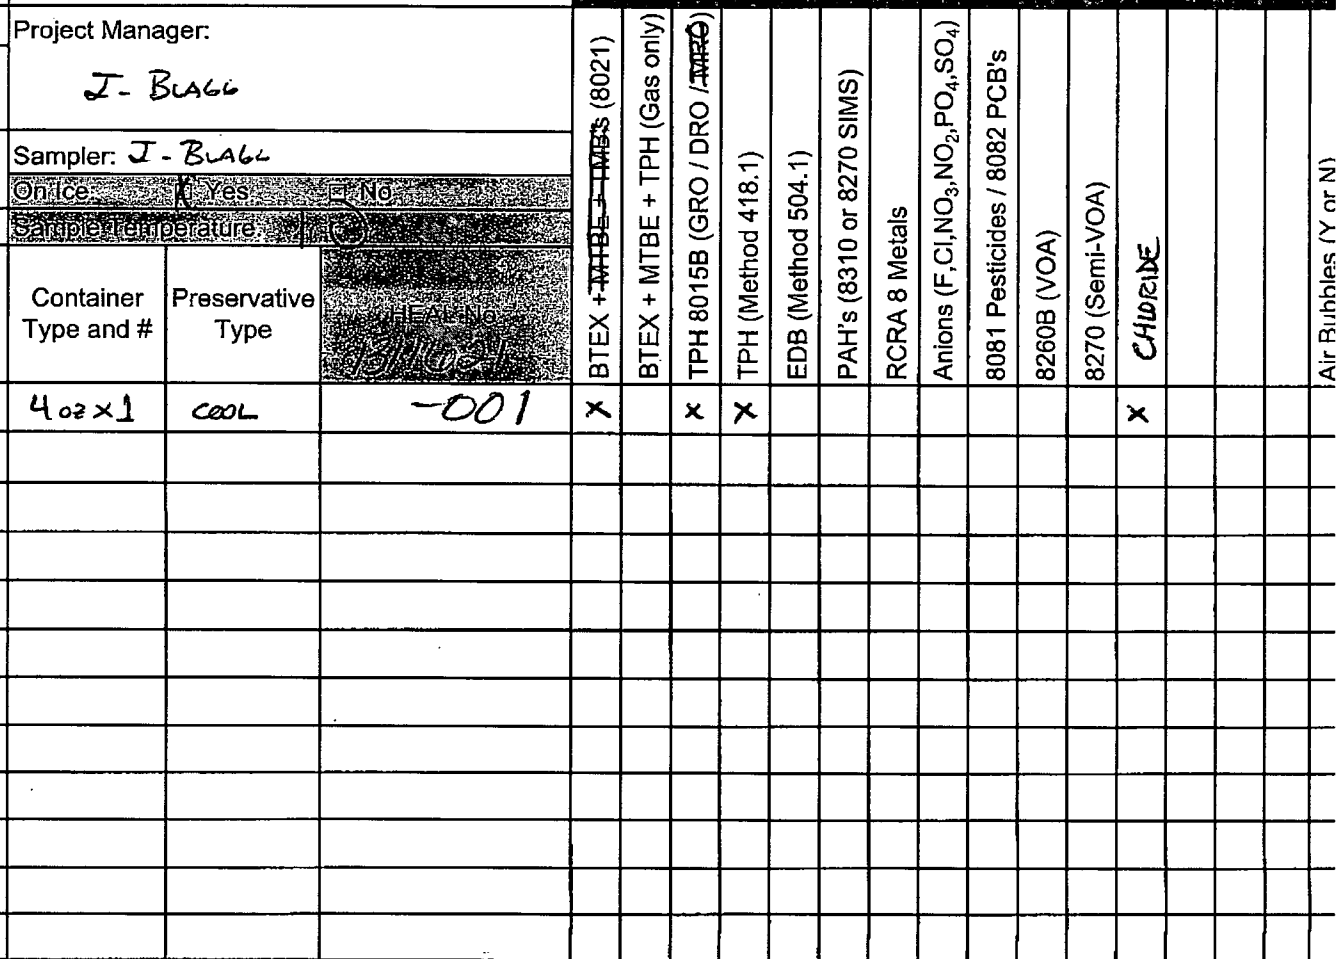 Project Manager:
J - BLAGG
Sampler: J - BLAGG
On Ice X Yes No
Sample Temperature
Container Type and #
Preservative Type
HEAL No.
BTEX + MTBE + TMB's (8021)
BTEX + MTBE + TPH (Gas only)
TPH 8015B (GRO / DRO / MRO)
TPH (Method 418.1)
EDB (Method 504.1)
PAH's (8310 or 8270 SIMS)
RCRA 8 Metals
Anions (F,Cl,NO3,NO2,PO4,SO4)
8081 Pesticides / 8082 PCB's
8260B (VOA)
8270 (Semi-VOA)
CHLORIDE
Air Bubbles (Y or N)
4 oz x 1 COOL -001 X X X X